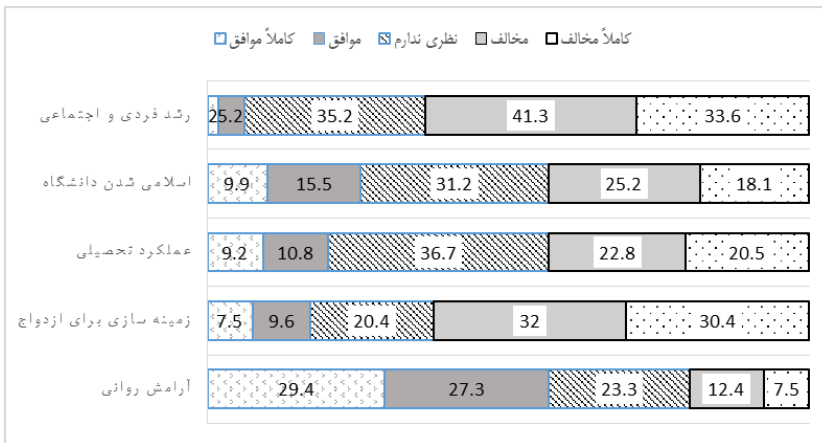 کاملاً مخالف مخالف نظری ندارم موافق کاملاً موافق
رشد فردی و اجتماعی 2 5.2 35.2 41.3 33.6
اسلامی شدن دانشگاه 9.9 15.5 31.2 25.2 18.1
عملکرد تحصیلی 9.2 10.8 36.7 22.8 20.5
زمینه سازی برای ازدواج 7.5 9.6 20.4 32 30.4
آرامش روانی 29.4 27.3 23.3 12.4 7.5